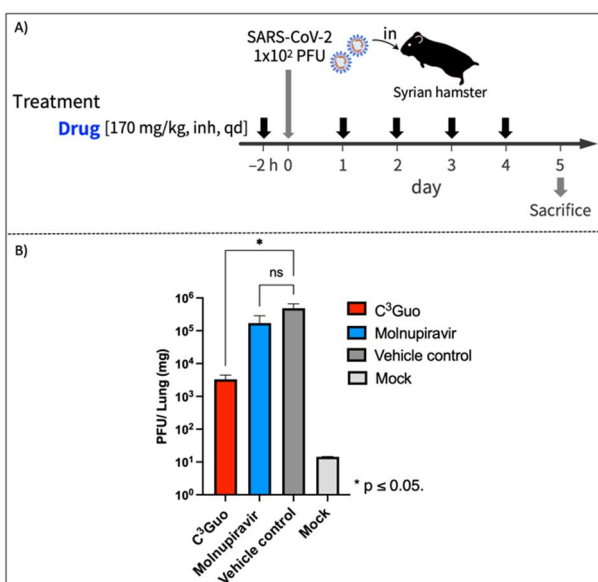 A)
SARS-CoV-2
1x10² PFU
in
Syrian hamster
Treatment
Drug [170 mg/kg, inh, qd]
–2 h 0 1 2 3 4 5
day
Sacrifice
B)
*
ns
PFU/ Lung (mg)
10⁶
10⁵
10⁴
10³
10²
10¹
10⁰
C³Guo
Molnupiravir
Vehicle control
Mock
* p ≤ 0.05.
C³Guo
Molnupiravir
Vehicle control
Mock